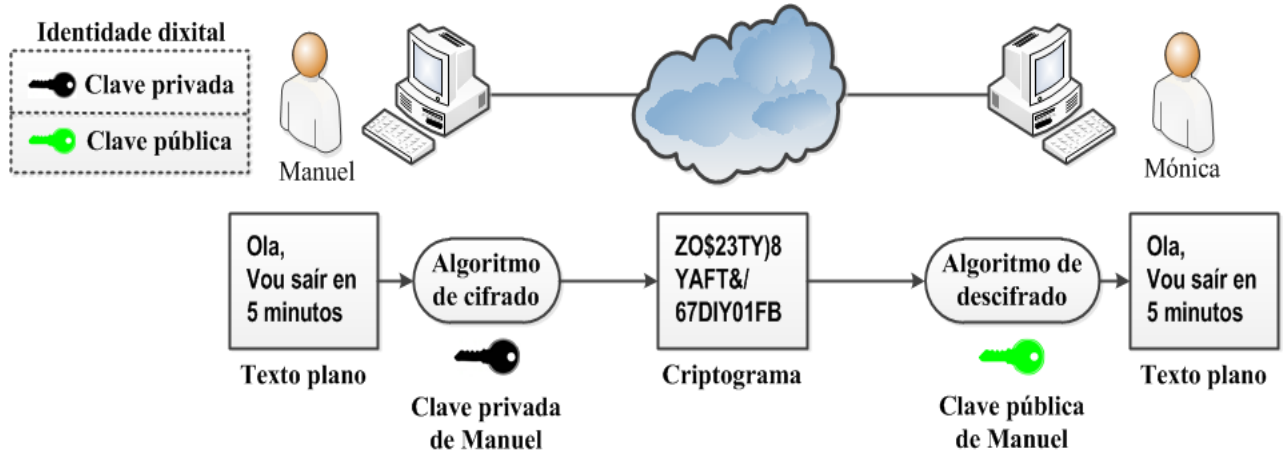 Identidade dixital
Clave privada
Clave pública
Manuel
Mónica
Ola,
Vou saír en
5 minutos
Texto plano
Algoritmo
de cifrado
Clave privada
de Manuel
ZO$23TY)8
YAFT&/
67DIY01FB
Criptograma
Algoritmo de
descifrado
Clave pública
de Manuel
Ola,
Vou saír en
5 minutos
Texto plano